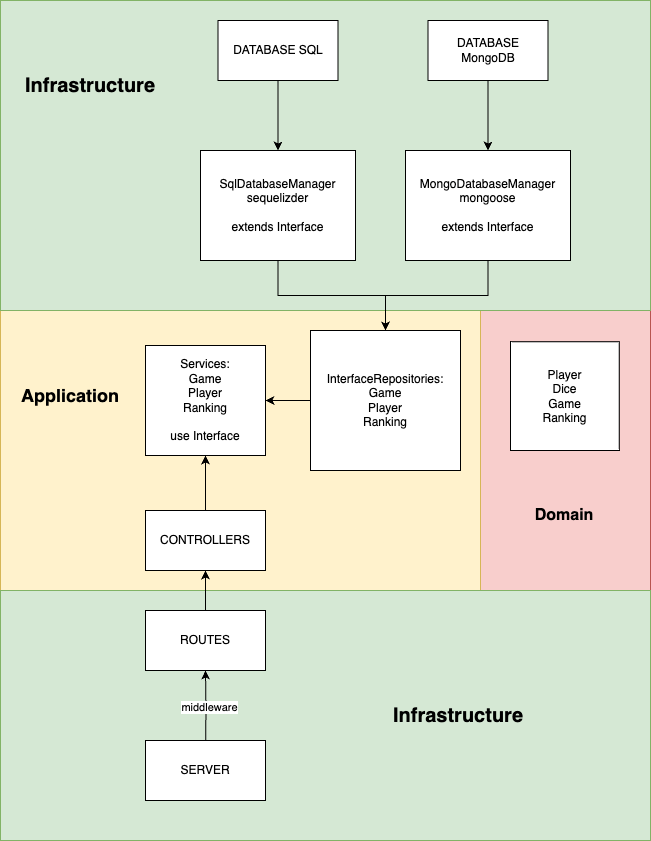 DATABASE SQL
DATABASE
MongoDB
Infrastructure
SqlDatabaseManager
sequelizder
extends Interface
MongoDatabaseManager
mongoose
extends Interface
Application
Services:
Game
Player
Ranking
use Interface
InterfaceRepositories:
Game
Player
Ranking
Player
Dice
Game
Ranking
Domain
CONTROLLERS
ROUTES
middleware
Infrastructure
SERVER